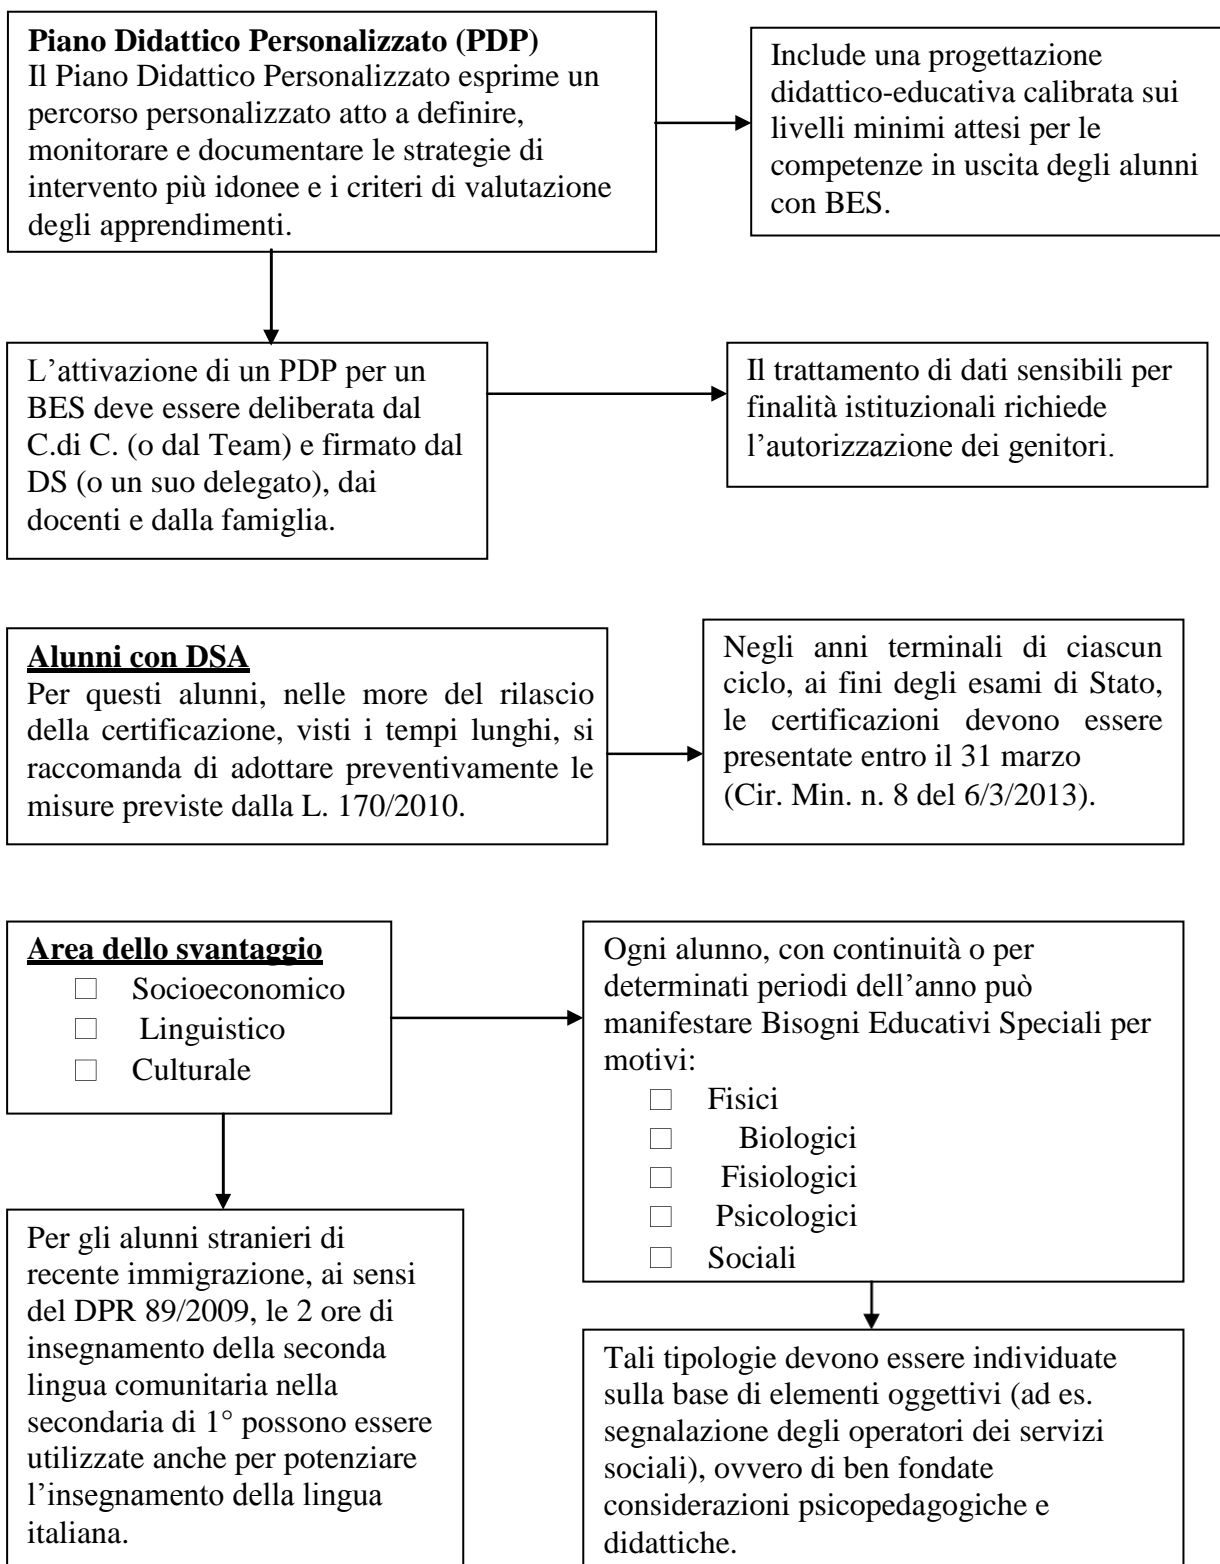 Piano Didattico Personalizzato (PDP)
Il Piano Didattico Personalizzato esprime un
percorso personalizzato atto a definire,
monitorare e documentare le strategie di
intervento più idonee e i criteri di valutazione
degli apprendimenti.
Include una progettazione
didattico-educativa calibrata sui
livelli minimi attesi per le
competenze in uscita degli alunni
con BES.
L’attivazione di un PDP per un
BES deve essere deliberata dal
C.di C. (o dal Team) e firmato dal
DS (o un suo delegato), dai
docenti e dalla famiglia.
Il trattamento di dati sensibili per
finalità istituzionali richiede
l’autorizzazione dei genitori.
Alunni con DSA
Per questi alunni, nelle more del rilascio
della certificazione, visti i tempi lunghi, si
raccomanda di adottare preventivamente le
misure previste dalla L. 170/2010.
Negli anni terminali di ciascun
ciclo, ai fini degli esami di Stato,
le certificazioni devono essere
presentate entro il 31 marzo
(Cir. Min. n. 8 del 6/3/2013).
Area dello svantaggio
□ Socioeconomico
□ Linguistico
□ Culturale
Ogni alunno, con continuità o per
determinati periodi dell’anno può
manifestare Bisogni Educativi Speciali per
motivi:
□ Fisici
□ Biologici
□ Fisiologici
□ Psicologici
□ Sociali
Per gli alunni stranieri di
recente immigrazione, ai sensi
del DPR 89/2009, le 2 ore di
insegnamento della seconda
lingua comunitaria nella
secondaria di 1° possono essere
utilizzate anche per potenziare
l’insegnamento della lingua
italiana.
Tali tipologie devono essere individuate
sulla base di elementi oggettivi (ad es.
segnalazione degli operatori dei servizi
sociali), ovvero di ben fondate
considerazioni psicopedagogiche e
didattiche.